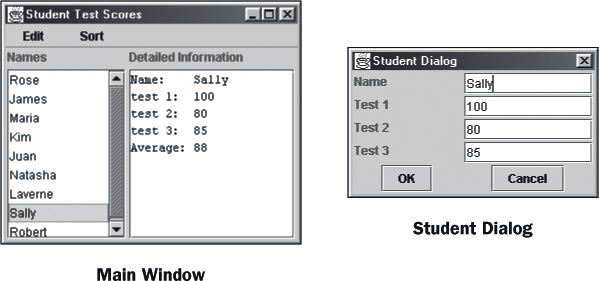 Student Test Scores
Edit Sort
Names Detailed Information
Rose
James
Maria
Kim
Juan
Natasha
Laverne
Sally
Robert
Name: Sally
test 1: 100
test 2: 80
test 3: 85
Average: 88
Main Window
Student Dialog
Name Sally
Test 1 100
Test 2 80
Test 3 85
OK Cancel
Student Dialog